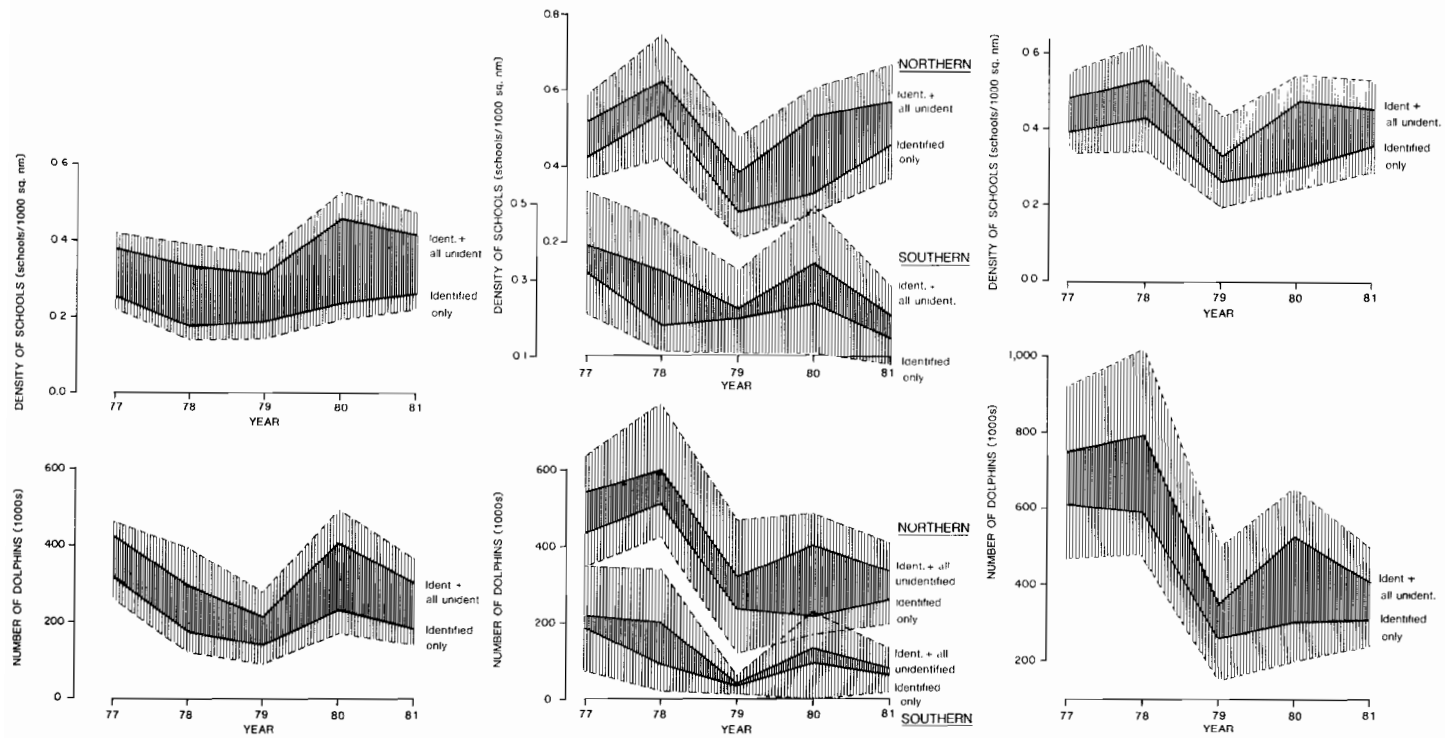 DENSITY OF SCHOOLS (schools/1000 sq. nm)
0 6
0 4
0 2
0.0
77 78 79 80 81
YEAR
Ident. +
all unident
Identified
only
NUMBER OF DOLPHINS (1000s)
600
400
200
0
77 78 79 80 81
YEAR
Ident +
all unident.
Identified
only
DENSITY OF SCHOOLS (schools/1000 sq. nm)
0.8
0.6
0.4
0.2
0 5
0.3
0 1
77 78 79 80 81
YEAR
NORTHERN
Ident. +
all unident
Identified
only
SOUTHERN
Ident. +
all unident.
Identified
only
NUMBER OF DOLPHINS (1000s)
600
400
200
0
77 78 79 80 81
YEAR
NORTHERN
Ident. + all
unidentified
Identified
only
Ident. + all
unidentified
Identified
only
SOUTHERN
DENSITY OF SCHOOLS (schools/1000 sq. nm)
0 6
0 4
0 2
0.0
77 78 79 80 81
YEAR
Ident +
all unident.
Identified
only
NUMBER OF DOLPHINS (1000s)
1,000
800
600
400
200
77 78 79 80 81
YEAR
Ident +
all unident.
Identified
only